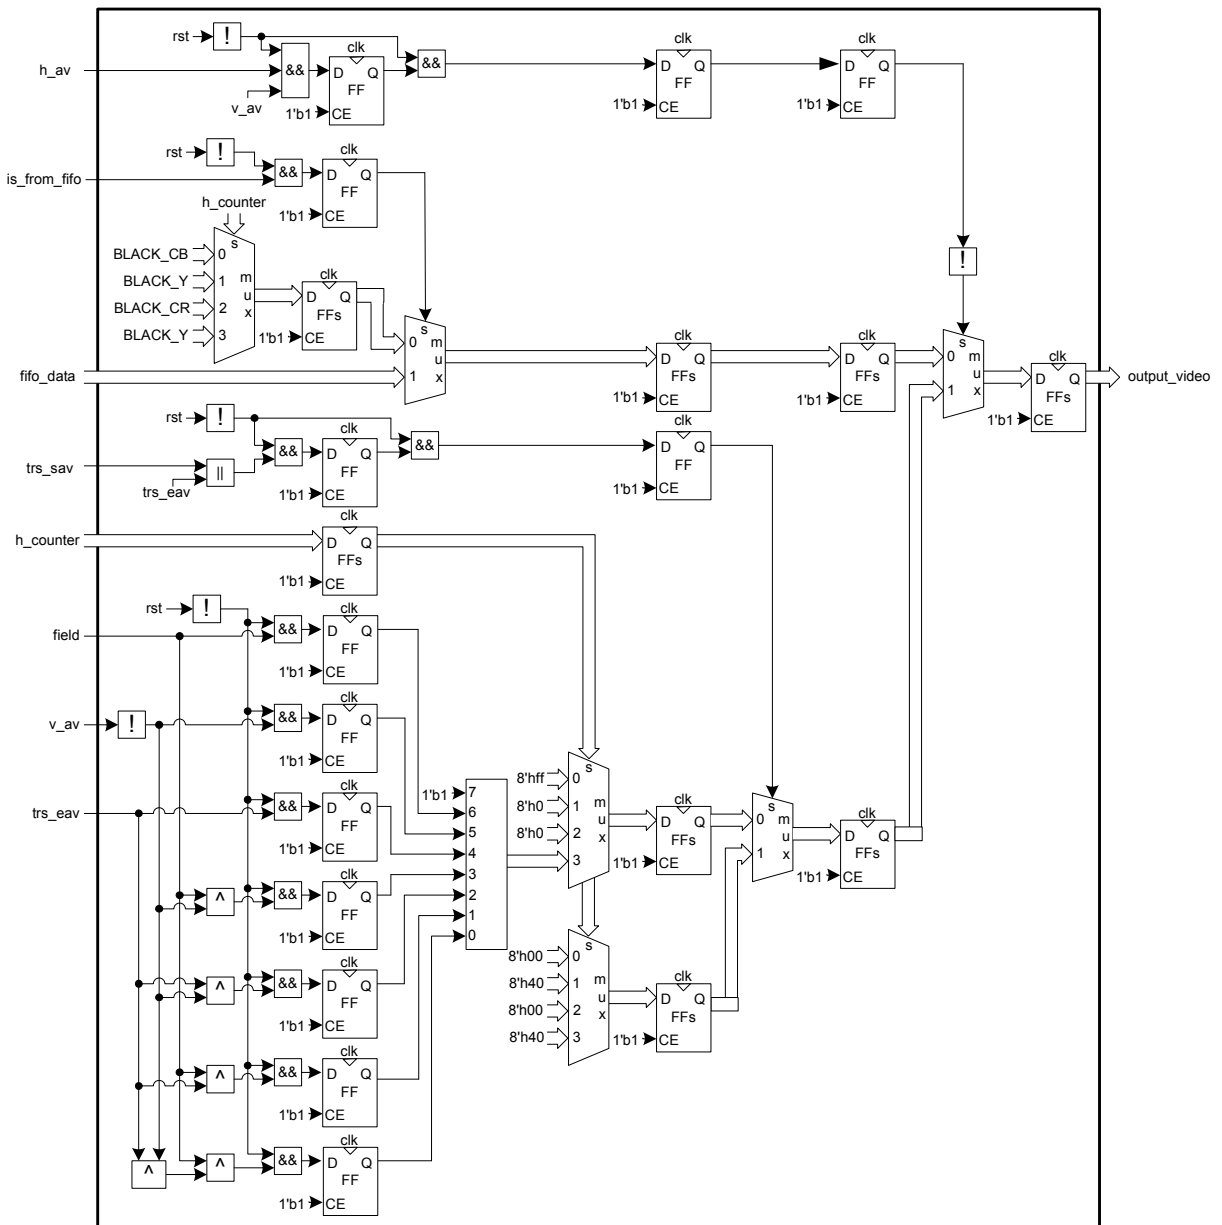 rst
!
clk
h_av
&&
D Q
FF
1'b1
CE
v_av
&&
clk
D Q
FF
1'b1
CE
clk
D Q
FF
1'b1
CE
rst
!
is_from_fifo
&&
clk
D Q
FF
1'b1
CE
h_counter
s
BLACK_CB
0
BLACK_Y
1
BLACK_CR
2
BLACK_Y
3
mux
clk
D Q
FFs
1'b1
CE
s
0
1
mux
fifo_data
clk
D Q
FFs
1'b1
CE
clk
D Q
FFs
1'b1
CE
!
s
0
1
mux
clk
D Q
FFs
1'b1
CE
output_video
rst
!
trs_sav
||
trs_eav
&&
clk
D Q
FF
1'b1
CE
&&
clk
D Q
FF
1'b1
CE
h_counter
clk
D Q
FFs
1'b1
CE
rst
!
field
&&
clk
D Q
FF
1'b1
CE
v_av
!
&&
clk
D Q
FF
1'b1
CE
trs_eav
&&
clk
D Q
FF
1'b1
CE
^
&&
clk
D Q
FF
1'b1
CE
^
&&
clk
D Q
FF
1'b1
CE
^
&&
clk
D Q
FF
1'b1
CE
^
^
&&
clk
D Q
FF
1'b1
CE
1'b1
7
6
5
4
3
2
1
0
s
8'hff
0
8'h0
1
8'h0
2
3
mux
clk
D Q
FFs
1'b1
CE
s
8'h00
0
8'h40
1
8'h00
2
8'h40
3
mux
clk
D Q
FFs
1'b1
CE
s
0
1
mux
clk
D Q
FFs
1'b1
CE